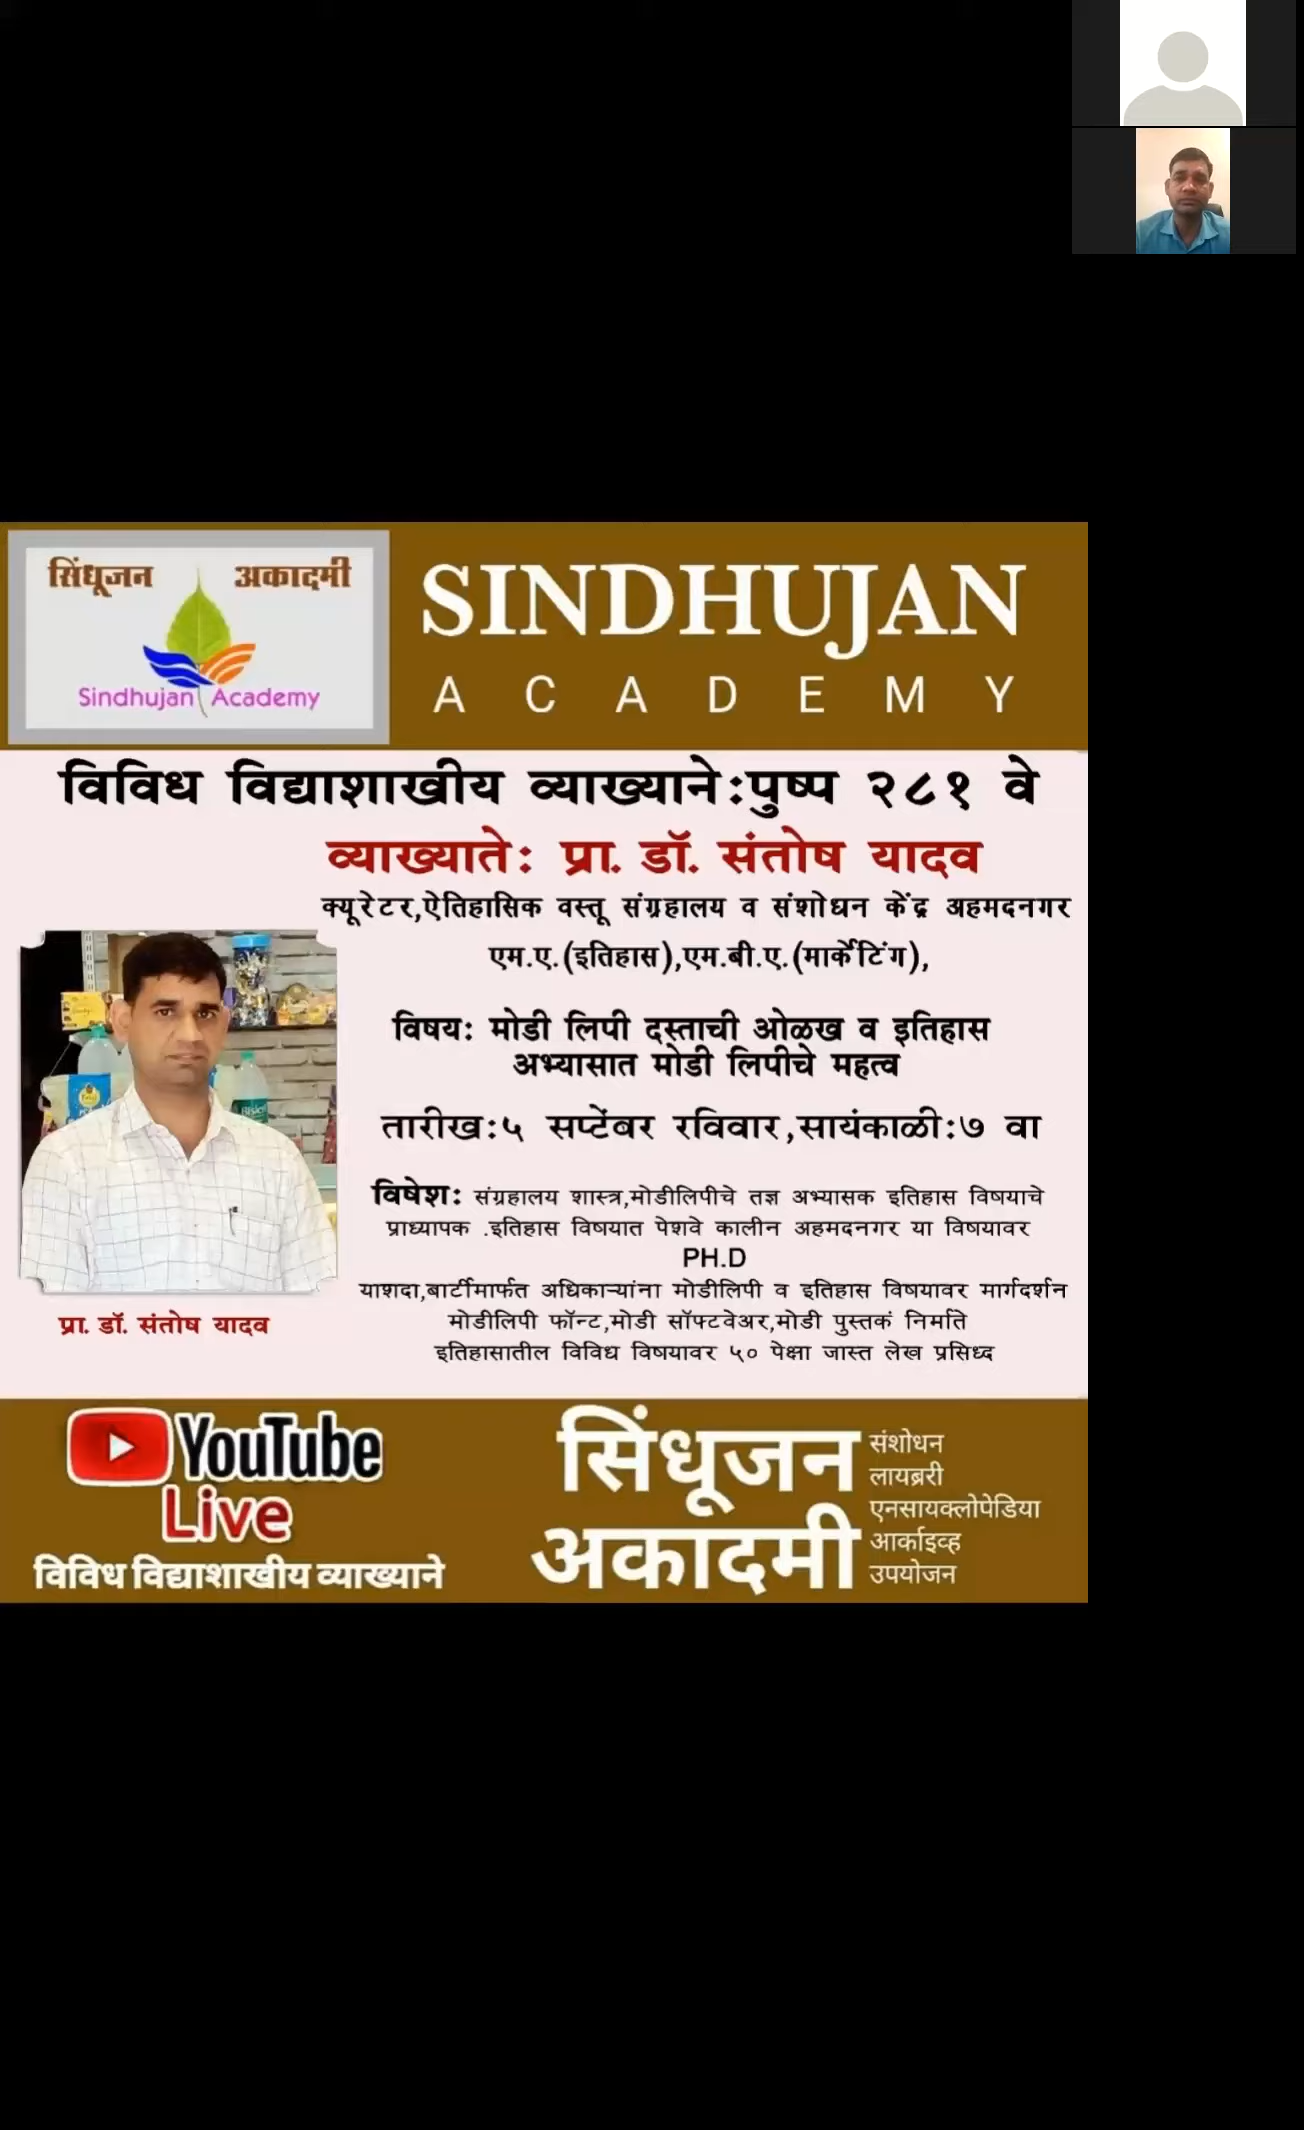 सिंधूजन अकादमी
Sindhujan Academy
SINDHUJAN
ACADEMY
विविध विद्याशाखीय व्याख्याने:पुष्प २८१ वे
व्याख्याते: प्रा. डॉ. संतोष यादव
क्यूरेटर,ऐतिहासिक वस्तू संग्रहालय व संशोधन केंद्र अहमदनगर
एम.ए.(इतिहास),एम.बी.ए.(मार्केटिंग),
विषय: मोडी लिपी दस्ताची ओळख व इतिहास
अभ्यासात मोडी लिपीचे महत्व
तारीख:५ सप्टेंबर रविवार,सायंकाळी:७ वा
विषेश: संग्रहालय शास्त्र,मोडीलिपीचे तज्ञ अभ्यासक इतिहास विषयाचे
प्राध्यापक .इतिहास विषयात पेशवे कालीन अहमदनगर या विषयावर
PH.D
याशदा,बार्टीमार्फत अधिकाऱ्यांना मोडीलिपी व इतिहास विषयावर मार्गदर्शन
मोडीलिपी फॉन्ट,मोडी सॉफ्टवेअर,मोडी पुस्तकं निर्माते
इतिहासातील विविध विषयावर ५० पेक्षा जास्त लेख प्रसिध्द
प्रा. डॉ. संतोष यादव
YouTube
Live
विविध विद्याशाखीय व्याख्याने
सिंधूजन
अकादमी
संशोधन
लायब्ररी
एनसायक्लोपेडिया
आर्काइव्ह
उपयोजन